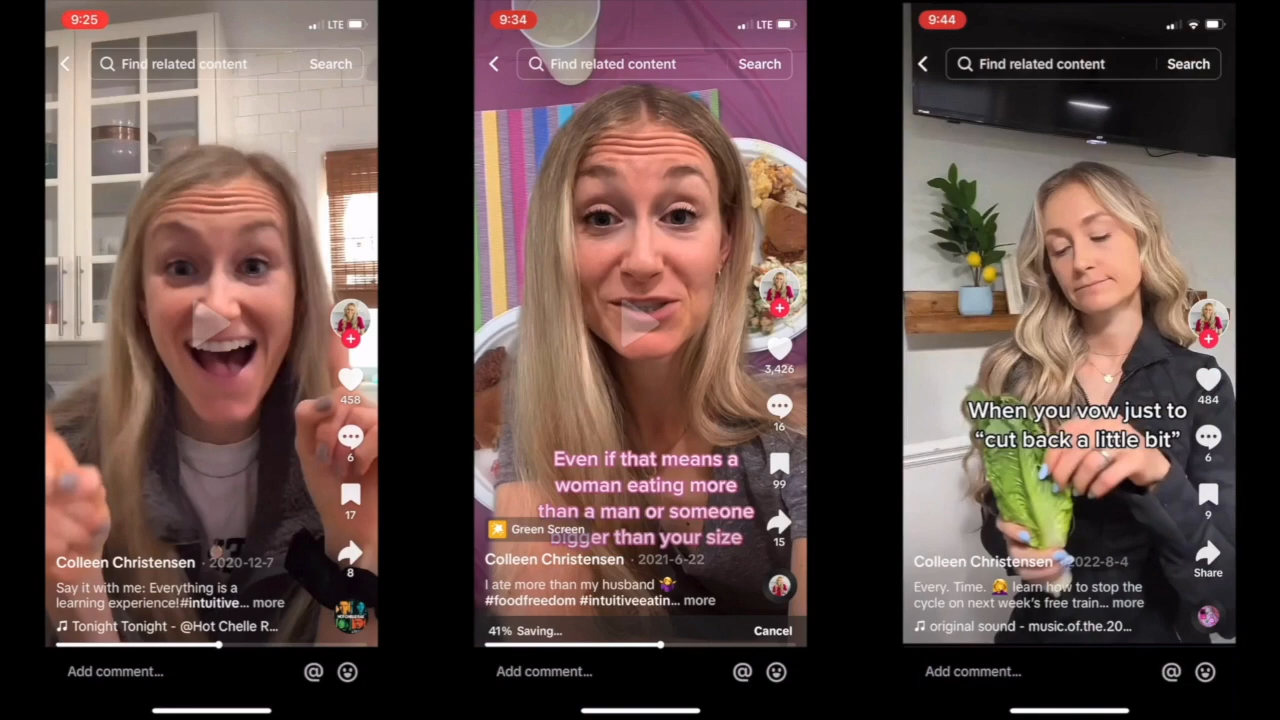 9:25
LTE
Find related content
Search
458
6
17
8
Colleen Christensen · 2020-12-7
Say it with me: Everything is a
learning experience!#intuitive... more
Tonight Tonight - @Hot Chelle R...
Add comment...
@
9:34
LTE
Find related content
Search
3,426
16
99
15
Even if that means a
woman eating more
than a man or someone
bigger than your size
Green Screen
Colleen Christensen · 2021-6-22
I ate more than my husband
#foodfreedom #intuitiveeatin... more
41% Saving...
Cancel
Add comment...
@
9:44
Find related content
Search
When you vow just to
“cut back a little bit”
484
6
9
Share
Colleen Christensen · 2022-8-4
Every. Time. learn how to stop the
cycle on next week's free train... more
original sound - music.of.the.20...
Add comment...
@